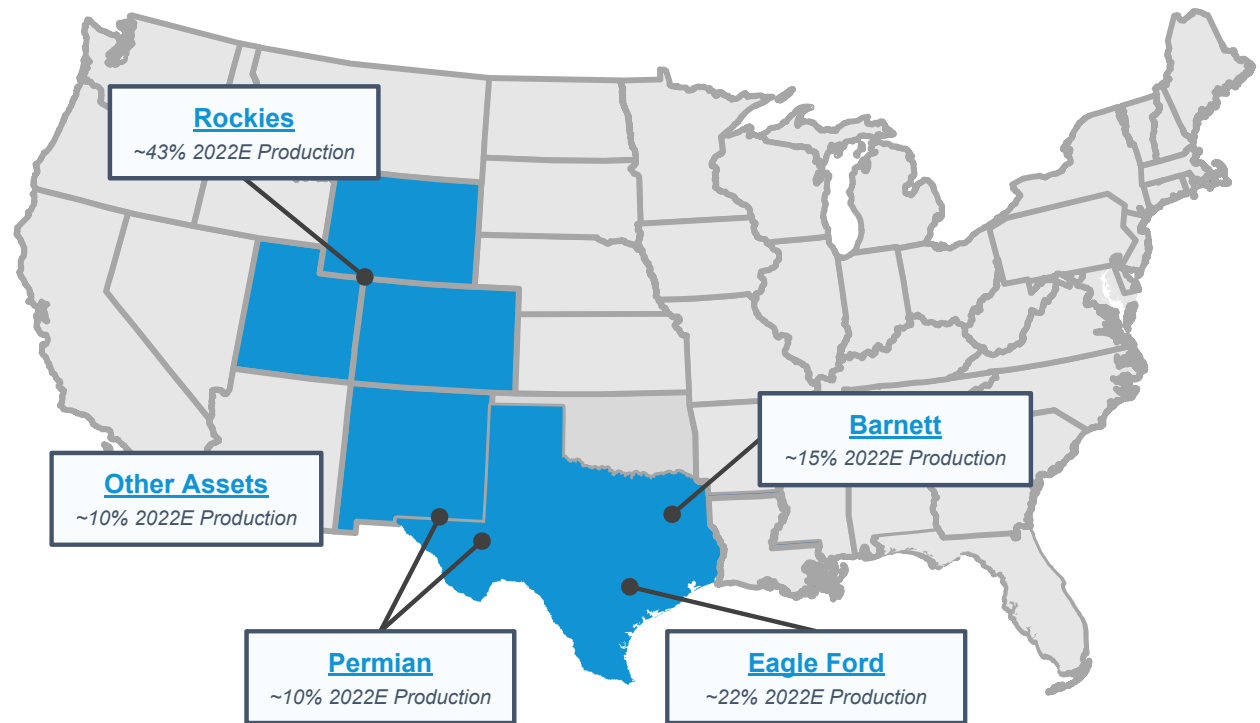 Rockies
~43% 2022E Production
Barnett
~15% 2022E Production
Other Assets
~10% 2022E Production
Permian
~10% 2022E Production
Eagle Ford
~22% 2022E Production